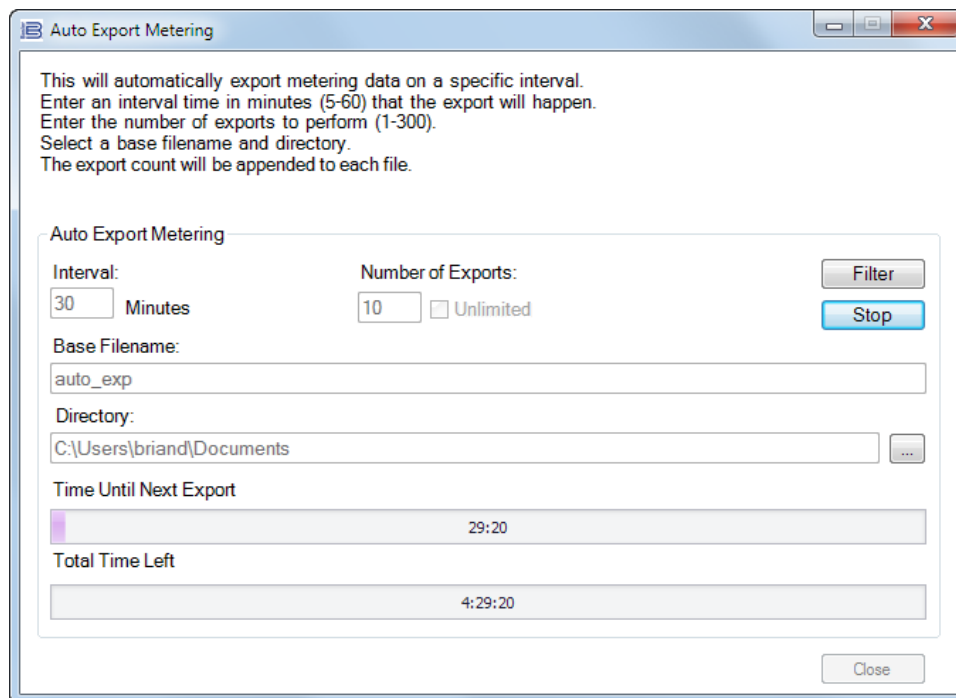 Auto Export Metering
This will automatically export metering data on a specific interval.
Enter an interval time in minutes (5-60) that the export will happen.
Enter the number of exports to perform (1-300).
Select a base filename and directory.
The export count will be appended to each file.
Auto Export Metering
Interval:
Number of Exports:
Filter
30 Minutes
10 Unlimited
Stop
Base Filename:
auto_exp
Directory:
C:\Users\briand\Documents
...
Time Until Next Export
29:20
Total Time Left
4:29:20
Close